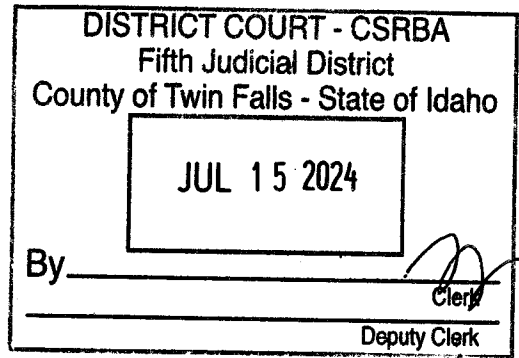 DISTRICT COURT - CSRBA
Fifth Judicial District
County of Twin Falls - State of Idaho
JUL 15 2024
By
Clerk
Deputy Clerk